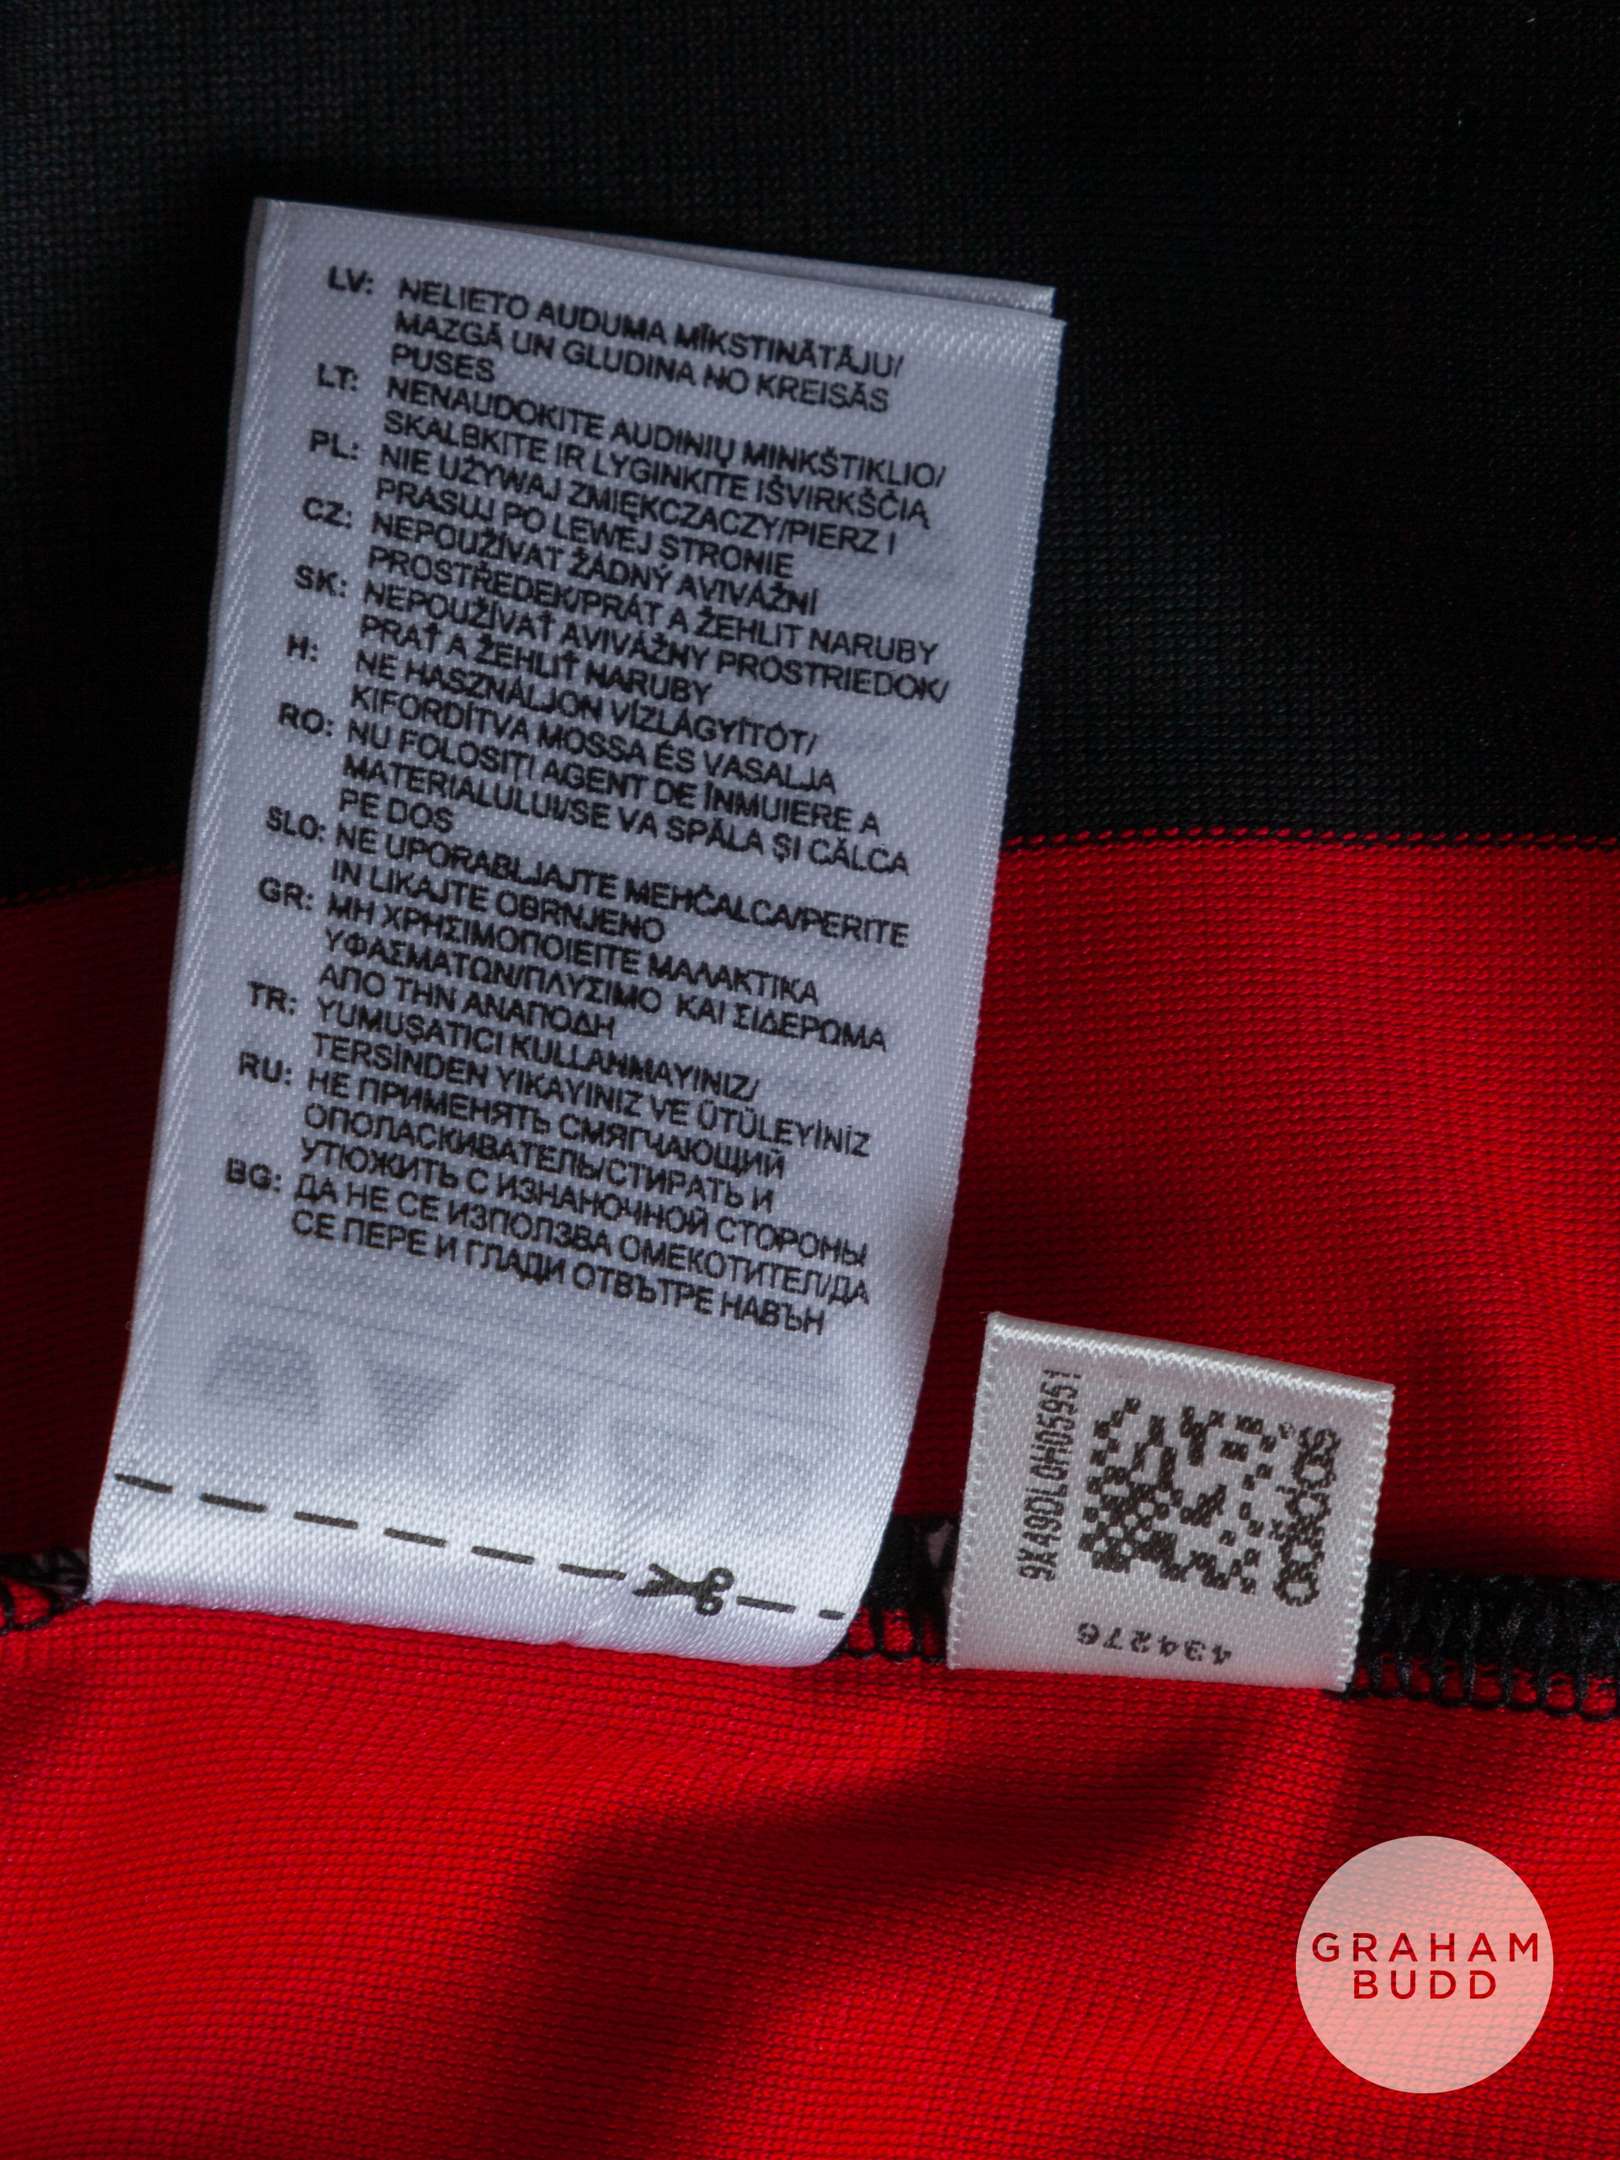 LV: NELIETO AUDUMA MĪKSTINĀTĀJU/
MAZGĀ UN GLUDINA NO KREISĀS
PUSES
LT: NENAUDOKITE AUDINIŲ MINKŠTIKLIO/
SKALBKITE IR LYGINKITE IŠVIRKŠČIĄ
PL: NIE UŻYWAJ ZMIĘKCZACZY/PIERZ I
PRASUJ PO LEWEJ STRONIE
CZ: NEPOUŽÍVAT ŽÁDNÝ AVIVÁŽNÍ
PROSTŘEDEK/PRÁT A ŽEHLIT NARUBY
SK: NEPOUŽÍVAŤ AVIVÁŽNY PROSTRIEDOK/
PRAŤ A ŽEHLIŤ NARUBY
H: NE HASZNÁLJON VÍZLÁGYÍTÓT/
KIFORDÍTVA MOSSA ÉS VASALJA
RO: NU FOLOSIȚI AGENT DE ÎNMUIERE A
MATERIALULUI/SE VA SPĂLA ȘI CĂLCA
PE DOS
SLO: NE UPORABLJAJTE MEHČALCA/PERITE
IN LIKAJTE OBRNJENO
GR: ΜΗ ΧΡΗΣΙΜΟΠΟΙΕΙΤΕ ΜΑΛΑΚΤΙΚΑ
ΥΦΑΣΜΑΤΩΝ/ΠΛΥΣΙΜΟ ΚΑΙ ΣΙΔΕΡΩΜΑ
ΑΠΟ ΤΗΝ ΑΝΑΠΟΔΗ
TR: YUMUŞATICI KULLANMAYINIZ/
TERSİNDEN YIKAYINIZ VE ÜTÜLEYİNİZ
RU: НЕ ПРИМЕНЯТЬ СМЯГЧАЮЩИЙ
ОПОЛАСКИВАТЕЛЬ/СТИРАТЬ И
УТЮЖИТЬ С ИЗНАНОЧНОЙ СТОРОНЫ
BG: ДА НЕ СЕ ИЗПОЛЗВА ОМЕКОТИТЕЛ/ДА
СЕ ПЕРЕ И ГЛАДИ ОТВЪТРЕ НАВЪН
9X49DL0H05951
434276
GRAHAM
BUDD